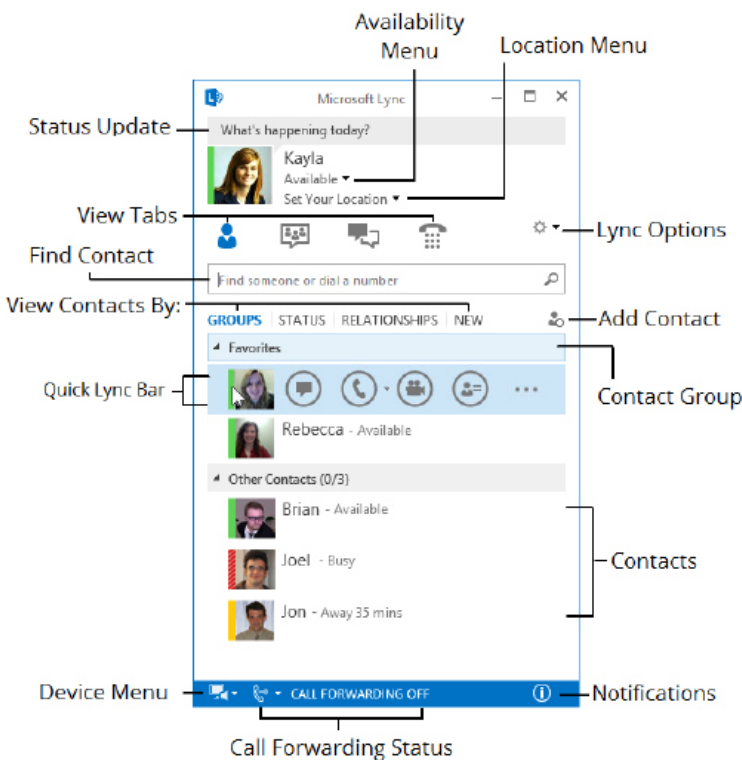 Availability
Menu
Location Menu
Microsoft Lync
Status Update
What's happening today?
Kayla
Available
Set Your Location
View Tabs
Lync Options
Find Contact
Find someone or dial a number
View Contacts By:
GROUPS STATUS RELATIONSHIPS NEW
Add Contact
Favorites
Quick Lync Bar
Contact Group
Rebecca - Available
Other Contacts (0/3)
Brian - Available
Joel - Busy
Contacts
Jon - Away 35 mins
Device Menu
CALL FORWARDING OFF
Notifications
Call Forwarding Status